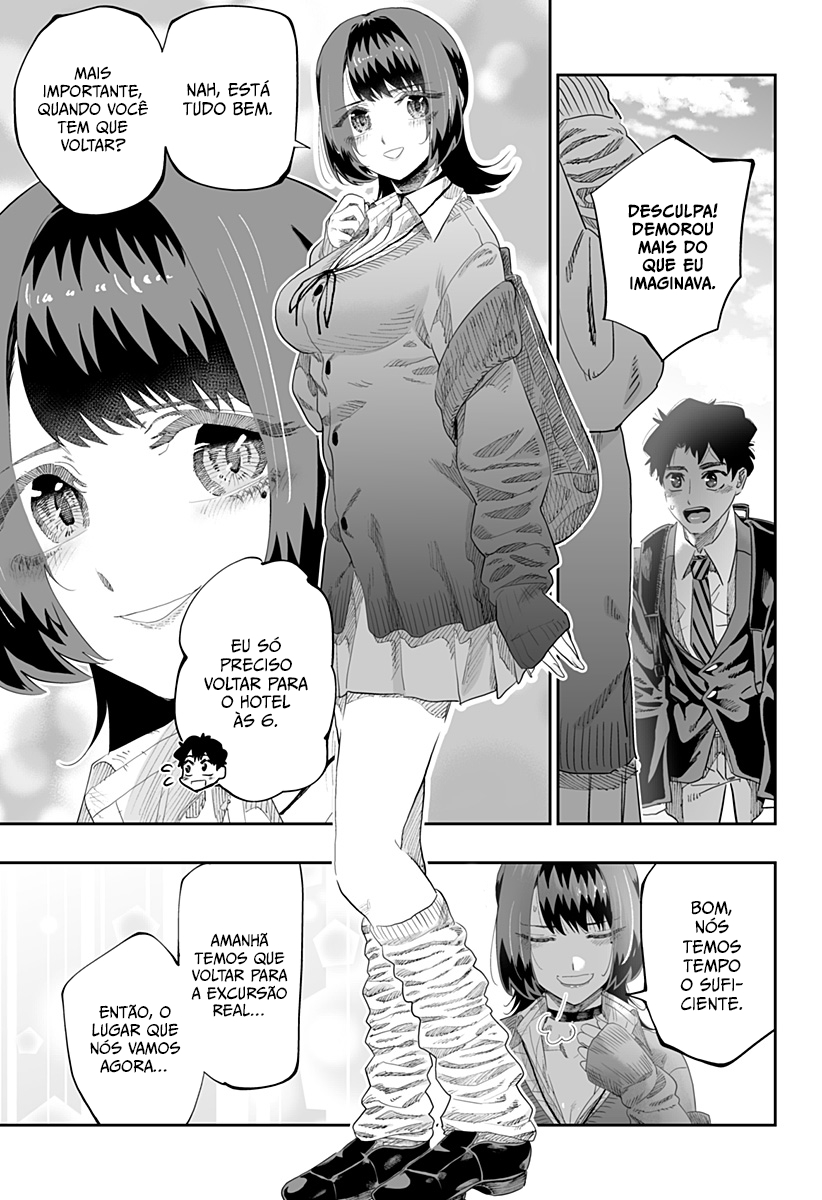 DESCULPA!
DEMOROU
MAIS DO
QUE EU
IMAGINAVA.
NAH, ESTÁ
TUDO BEM.
MAIS
IMPORTANTE,
QUANDO VOCÊ
TEM QUE
VOLTAR?
EU SÓ
PRECISO
VOLTAR PARA
O HOTEL
ÀS 6.
BOM,
NÓS
TEMOS
TEMPO
O SUFI-
CIENTE.
AMANHÃ
TEMOS QUE
VOLTAR PARA
A EXCURSÃO
REAL...
ENTÃO, O
LUGAR QUE
NÓS VAMOS
AGORA...